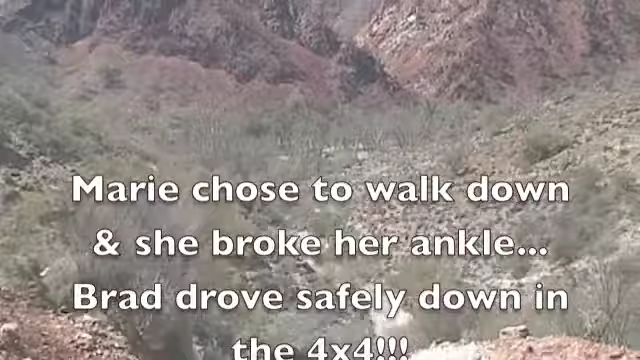 Marie chose to walk down
& she broke her ankle...
Brad drove safely down in
the 4x4!!!